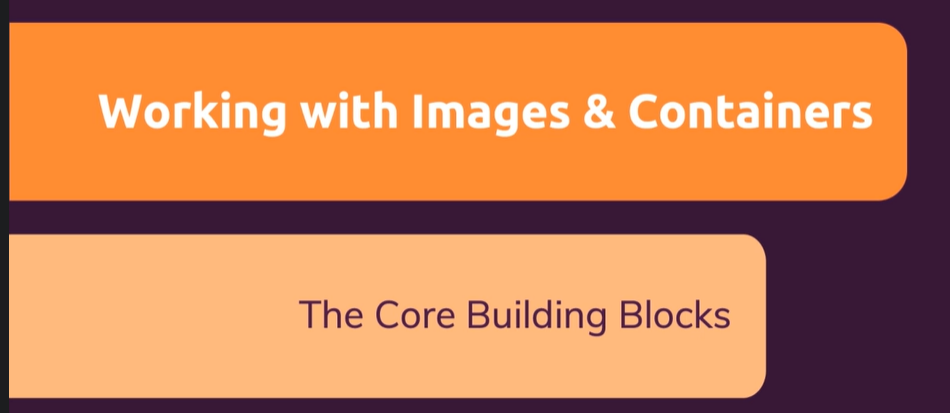 Working with Images & Containers
The Core Building Blocks